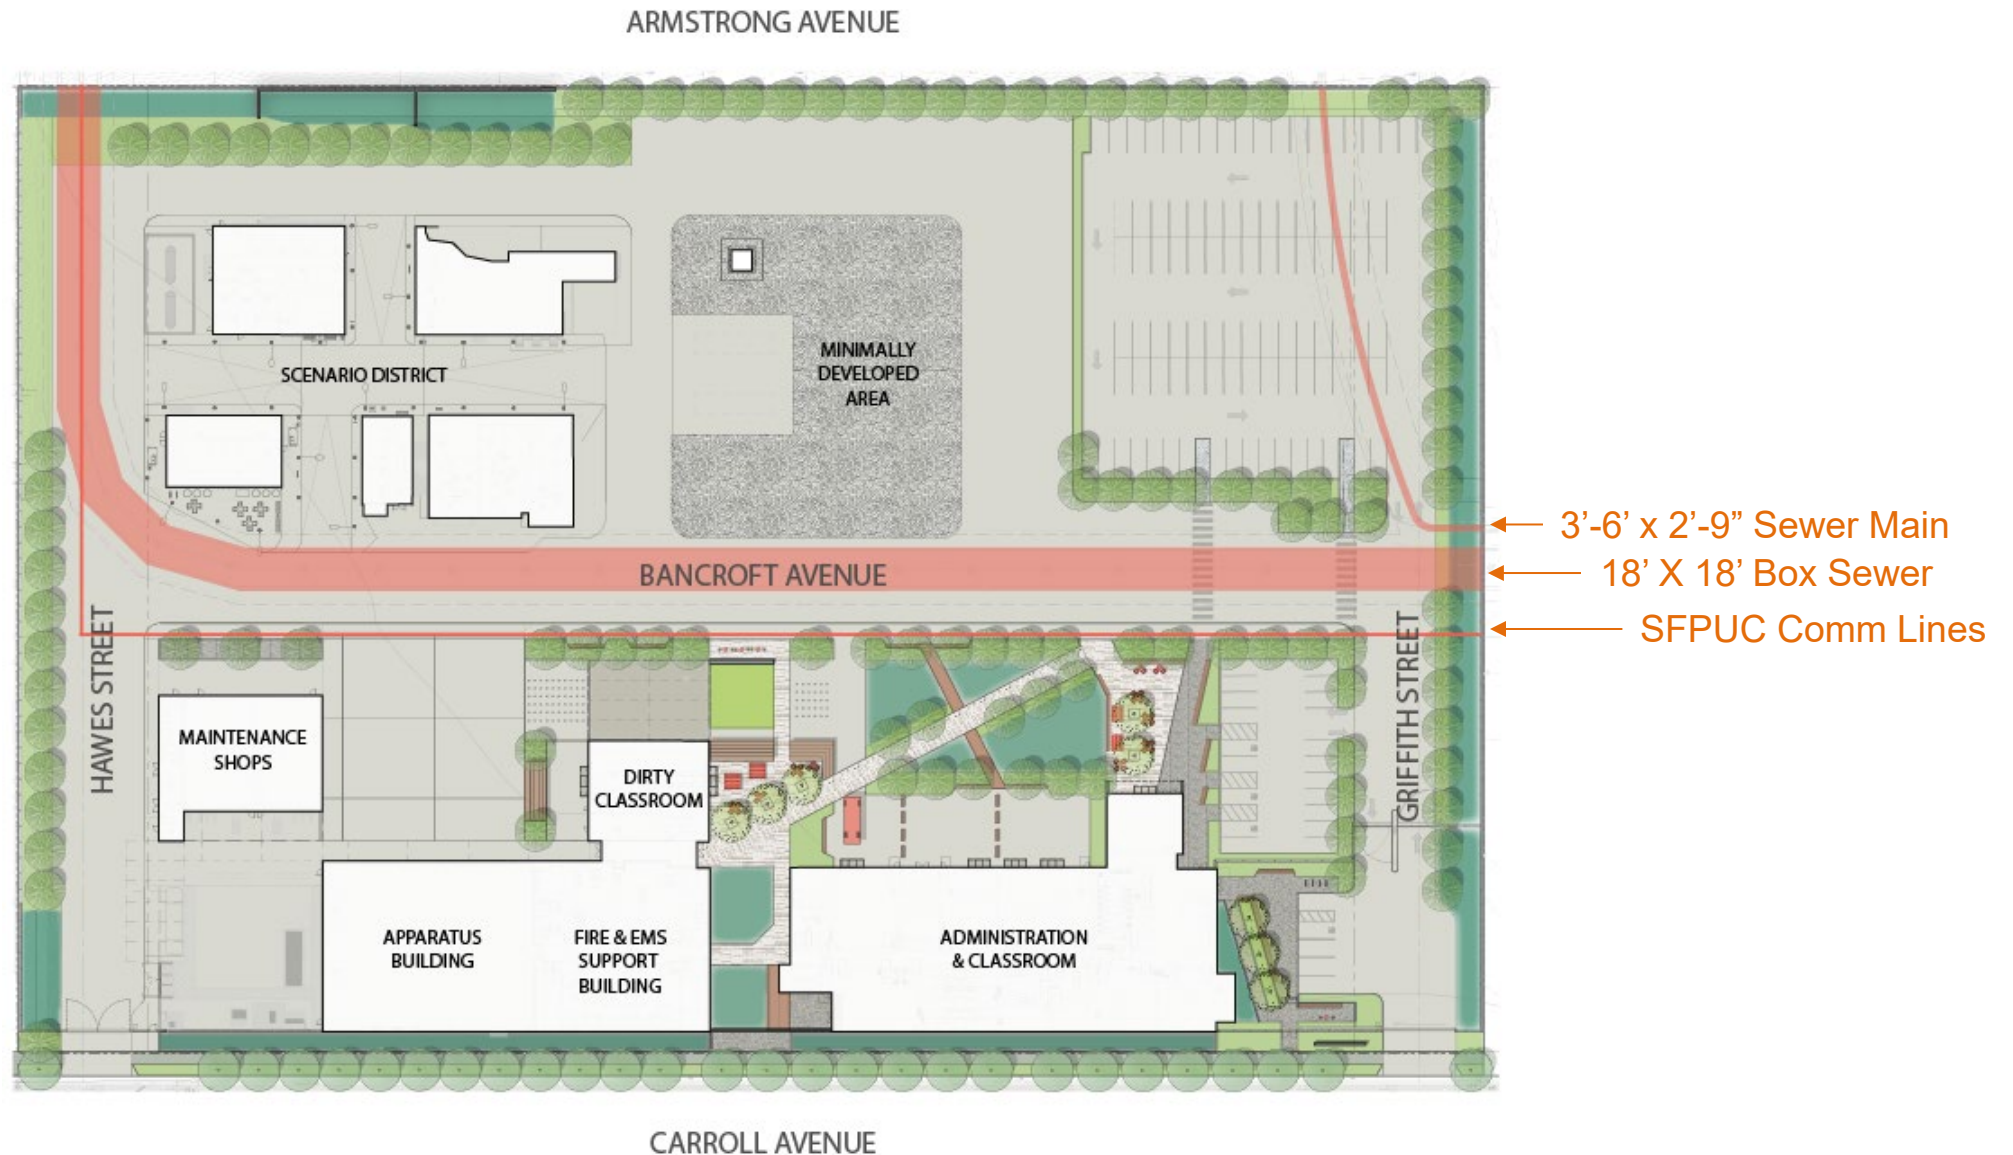 ARMSTRONG AVENUE
SCENARIO DISTRICT
MINIMALLY
DEVELOPED
AREA
3’-6’ x 2’-9” Sewer Main
BANCROFT AVENUE
18’ X 18’ Box Sewer
SFPUC Comm Lines
HAWES STREET
GRIFFITH STREET
MAINTENANCE
SHOPS
DIRTY
CLASSROOM
APPARATUS
BUILDING
FIRE & EMS
SUPPORT
BUILDING
ADMINISTRATION
& CLASSROOM
CARROLL AVENUE